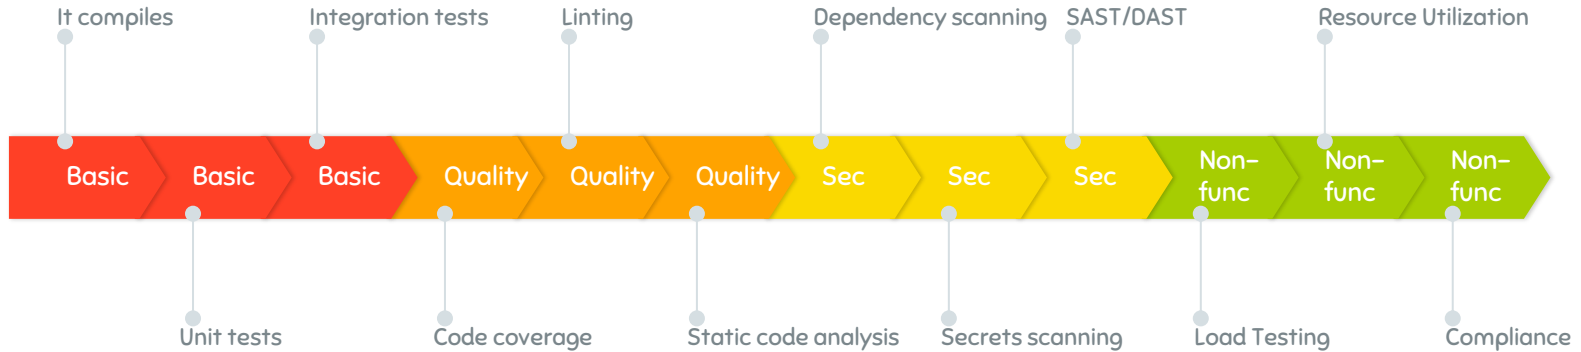 It compiles
Integration tests
Linting
Dependency scanning
SAST/DAST
Resource Utilization
Basic
Basic
Basic
Quality
Quality
Quality
Sec
Sec
Sec
Non-
func
Non-
func
Non-
func
Unit tests
Code coverage
Static code analysis
Secrets scanning
Load Testing
Compliance